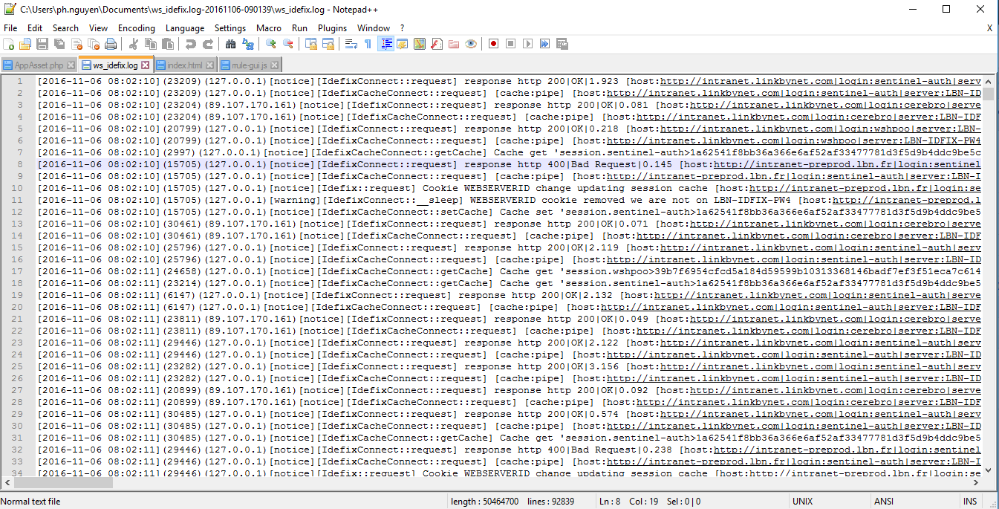 C:\Users\ph.nguyen\Documents\ws_idefix.log-20161106-090139\ws_idefix.log - Notepad++
File Edit Search View Encoding Language Settings Macro Run Plugins Window ? X
AppAsset.php ws_idefix.log index.html rule-gui.js
1 [2016-11-06 08:02:10](23209)(127.0.0.1)[notice][IdefixConnect::request] response http 200|OK|1.923 [host:http://intranet.linkbynet.com|login:sentinel-auth|serv
2 [2016-11-06 08:02:10](23209)(127.0.0.1)[notice][IdefixCacheConnect::request] [cache:pipe] [host:http://intranet.linkbynet.com|login:sentinel-auth|server:LBN-ID
3 [2016-11-06 08:02:10](23204)(89.107.170.161)[notice][IdefixConnect::request] response http 200|OK|0.081 [host:http://intranet.linkbynet.com|login:cerebro|serve
4 [2016-11-06 08:02:10](23204)(89.107.170.161)[notice][IdefixCacheConnect::request] [cache:pipe] [host:http://intranet.linkbynet.com|login:cerebro|server:LBN-IDF
5 [2016-11-06 08:02:10](20799)(127.0.0.1)[notice][IdefixConnect::request] response http 200|OK|0.218 [host:http://intranet.linkbynet.com|login:wshpoo|server:LBN-
6 [2016-11-06 08:02:10](20799)(127.0.0.1)[notice][IdefixCacheConnect::request] [cache:pipe] [host:http://intranet.linkbynet.com|login:wshpoo|server:LBN-IDFIX-PW4
7 [2016-11-06 08:02:10](2997)(127.0.0.1)[notice][IdefixCacheConnect::getCache] Cache get 'session.sentinel-auth>1a62541f8bb36a366e6af52af33477781d3f5d9b4ddc9be5c
8 [2016-11-06 08:02:10](15705)(127.0.0.1)[notice][IdefixConnect::request] response http 400|Bad Request|0.145 [host:http://intranet-preprod.lbn.fr|login:sentinel
9 [2016-11-06 08:02:10](15705)(127.0.0.1)[notice][IdefixCacheConnect::request] [cache:pipe] [host:http://intranet-preprod.lbn.fr|login:sentinel-auth|server:LBN-I
10 [2016-11-06 08:02:10](15705)(127.0.0.1)[notice][Idefix::request] Cookie WEBSERVERID change updating session cache [host:http://intranet-preprod.lbn.fr|login:se
11 [2016-11-06 08:02:10](15705)(127.0.0.1)[warning][IdefixConnect::__sleep] WEBSERVERID cookie removed we are not on LBN-IDFIX-PW4 [host:http://intranet-preprod.l
12 [2016-11-06 08:02:10](15705)(127.0.0.1)[notice][IdefixCacheConnect::setCache] Cache set 'session.sentinel-auth>1a62541f8bb36a366e6af52af33477781d3f5d9b4ddc9be5
13 [2016-11-06 08:02:10](30461)(89.107.170.161)[notice][IdefixConnect::request] response http 200|OK|0.071 [host:http://intranet.linkbynet.com|login:cerebro|serve
14 [2016-11-06 08:02:10](30461)(89.107.170.161)[notice][IdefixCacheConnect::request] [cache:pipe] [host:http://intranet.linkbynet.com|login:cerebro|server:LBN-IDF
15 [2016-11-06 08:02:10](25796)(127.0.0.1)[notice][IdefixConnect::request] response http 200|OK|2.119 [host:http://intranet.linkbynet.com|login:sentinel-auth|serv
16 [2016-11-06 08:02:10](25796)(127.0.0.1)[notice][IdefixCacheConnect::request] [cache:pipe] [host:http://intranet.linkbynet.com|login:sentinel-auth|server:LBN-ID
17 [2016-11-06 08:02:10](24658)(127.0.0.1)[notice][IdefixCacheConnect::getCache] Cache get 'session.wshpoo>39b7f6954cfcd5a184d59599b10313368146badf7ef3f51eca7c614
18 [2016-11-06 08:02:10](23214)(127.0.0.1)[notice][IdefixCacheConnect::getCache] Cache get 'session.sentinel-auth>1a62541f8bb36a366e6af52af33477781d3f5d9b4ddc9be5
19 [2016-11-06 08:02:10](6147)(127.0.0.1)[notice][IdefixConnect::request] response http 200|OK|2.132 [host:http://intranet.linkbynet.com|login:sentinel-auth|serve
20 [2016-11-06 08:02:10](6147)(127.0.0.1)[notice][IdefixCacheConnect::request] [cache:pipe] [host:http://intranet.linkbynet.com|login:sentinel-auth|server:LBN-IDF
21 [2016-11-06 08:02:11](23811)(89.107.170.161)[notice][IdefixConnect::request] response http 200|OK|0.049 [host:http://intranet.linkbynet.com|login:cerebro|serve
22 [2016-11-06 08:02:11](23811)(89.107.170.161)[notice][IdefixCacheConnect::request] [cache:pipe] [host:http://intranet.linkbynet.com|login:cerebro|server:LBN-IDF
23 [2016-11-06 08:02:11](29446)(127.0.0.1)[notice][IdefixConnect::request] response http 200|OK|2.122 [host:http://intranet.linkbynet.com|login:sentinel-auth|serv
24 [2016-11-06 08:02:11](29446)(127.0.0.1)[notice][IdefixCacheConnect::request] [cache:pipe] [host:http://intranet.linkbynet.com|login:sentinel-auth|server:LBN-ID
25 [2016-11-06 08:02:11](23282)(127.0.0.1)[notice][IdefixConnect::request] response http 200|OK|3.156 [host:http://intranet.linkbynet.com|login:sentinel-auth|serv
26 [2016-11-06 08:02:11](23282)(127.0.0.1)[notice][IdefixCacheConnect::request] [cache:pipe] [host:http://intranet.linkbynet.com|login:sentinel-auth|server:LBN-ID
27 [2016-11-06 08:02:11](20899)(89.107.170.161)[notice][IdefixConnect::request] response http 200|OK|0.092 [host:http://intranet.linkbynet.com|login:cerebro|serve
28 [2016-11-06 08:02:11](20899)(89.107.170.161)[notice][IdefixCacheConnect::request] [cache:pipe] [host:http://intranet.linkbynet.com|login:cerebro|server:LBN-IDF
29 [2016-11-06 08:02:11](30485)(127.0.0.1)[notice][IdefixConnect::request] response http 200|OK|0.574 [host:http://intranet.linkbynet.com|login:sentinel-auth|serv
30 [2016-11-06 08:02:11](30485)(127.0.0.1)[notice][IdefixCacheConnect::request] [cache:pipe] [host:http://intranet.linkbynet.com|login:sentinel-auth|server:LBN-ID
31 [2016-11-06 08:02:11](30485)(127.0.0.1)[notice][IdefixCacheConnect::getCache] Cache get 'session.sentinel-auth>1a62541f8bb36a366e6af52af33477781d3f5d9b4ddc9be5
32 [2016-11-06 08:02:11](29446)(127.0.0.1)[notice][IdefixConnect::request] response http 400|Bad Request|0.238 [host:http://intranet-preprod.lbn.fr|login:sentinel
33 [2016-11-06 08:02:11](29446)(127.0.0.1)[notice][IdefixCacheConnect::request] [cache:pipe] [host:http://intranet-preprod.lbn.fr|login:sentinel-auth|server:LBN-I
34 [2016-11-06 08:02:11](29446)(127.0.0.1)[notice][Idefix::request] Cookie WEBSERVERID change updating session cache [host:http://intranet-preprod.lbn.fr|login:se
Normal text file length : 50464700 lines : 92839 Ln : 8 Col : 19 Sel : 0 | 0 UNIX ANSI INS